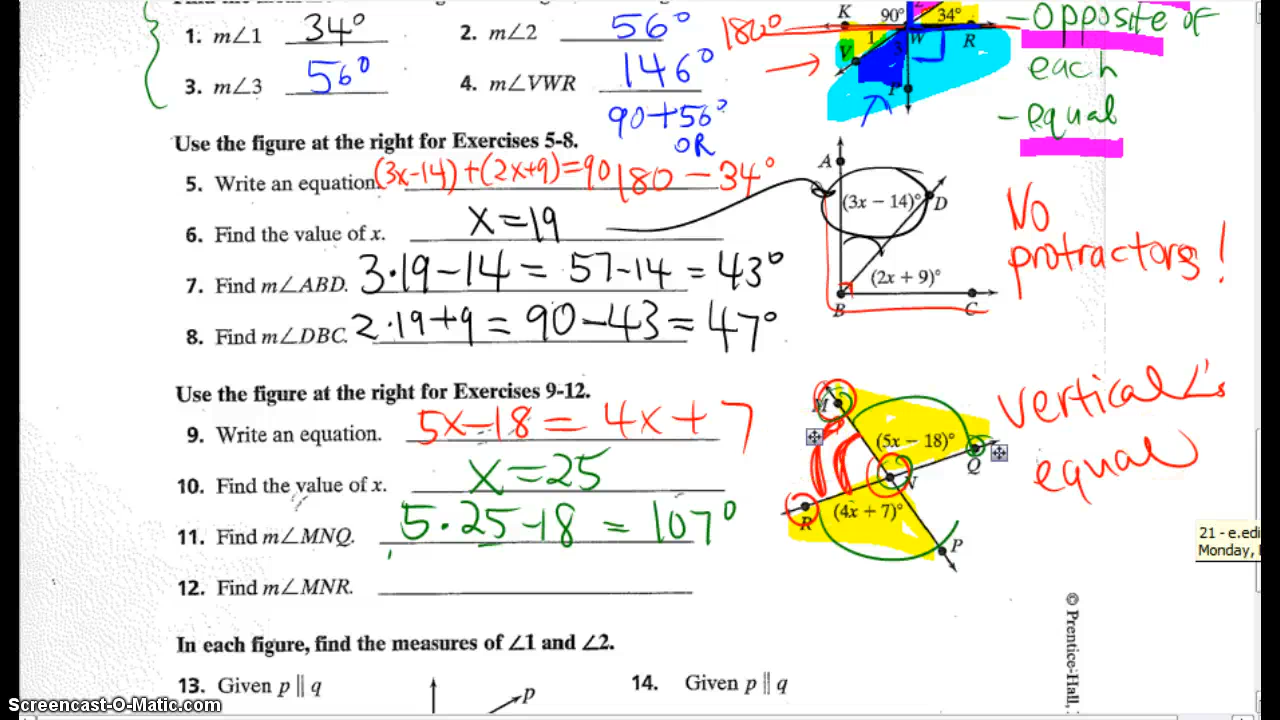 1. m∠1 34°
2. m∠2 56°
3. m∠3 56°
4. m∠VWR 146°
90+56°
OR
180 - 34°
180°
K 90° 34°
1 W R
V 3
P
- Opposite of
each
- equal
Use the figure at the right for Exercises 5-8.
5. Write an equation. (3x-14)+(2x+9)=90
6. Find the value of x. x=19
7. Find m∠ABD. 3·19-14 = 57-14 = 43°
8. Find m∠DBC. 2·19+9 = 90-43 = 47°
A
(3x − 14)° D
(2x + 9)°
B C
No
protractors!
Use the figure at the right for Exercises 9-12.
9. Write an equation. 5x-18 = 4x+7
10. Find the value of x. x=25
11. Find m∠MNQ. 5·25-18 = 107°
12. Find m∠MNR.
M
(5x − 18)°
Q
N
R (4x + 7)°
P
Vertical ∠'s
equal
21 - e.edi
Monday,
© Prentice-Hall,
In each figure, find the measures of ∠1 and ∠2.
13. Given p ∥ q
14. Given p ∥ q
p
Screencast-O-Matic.com